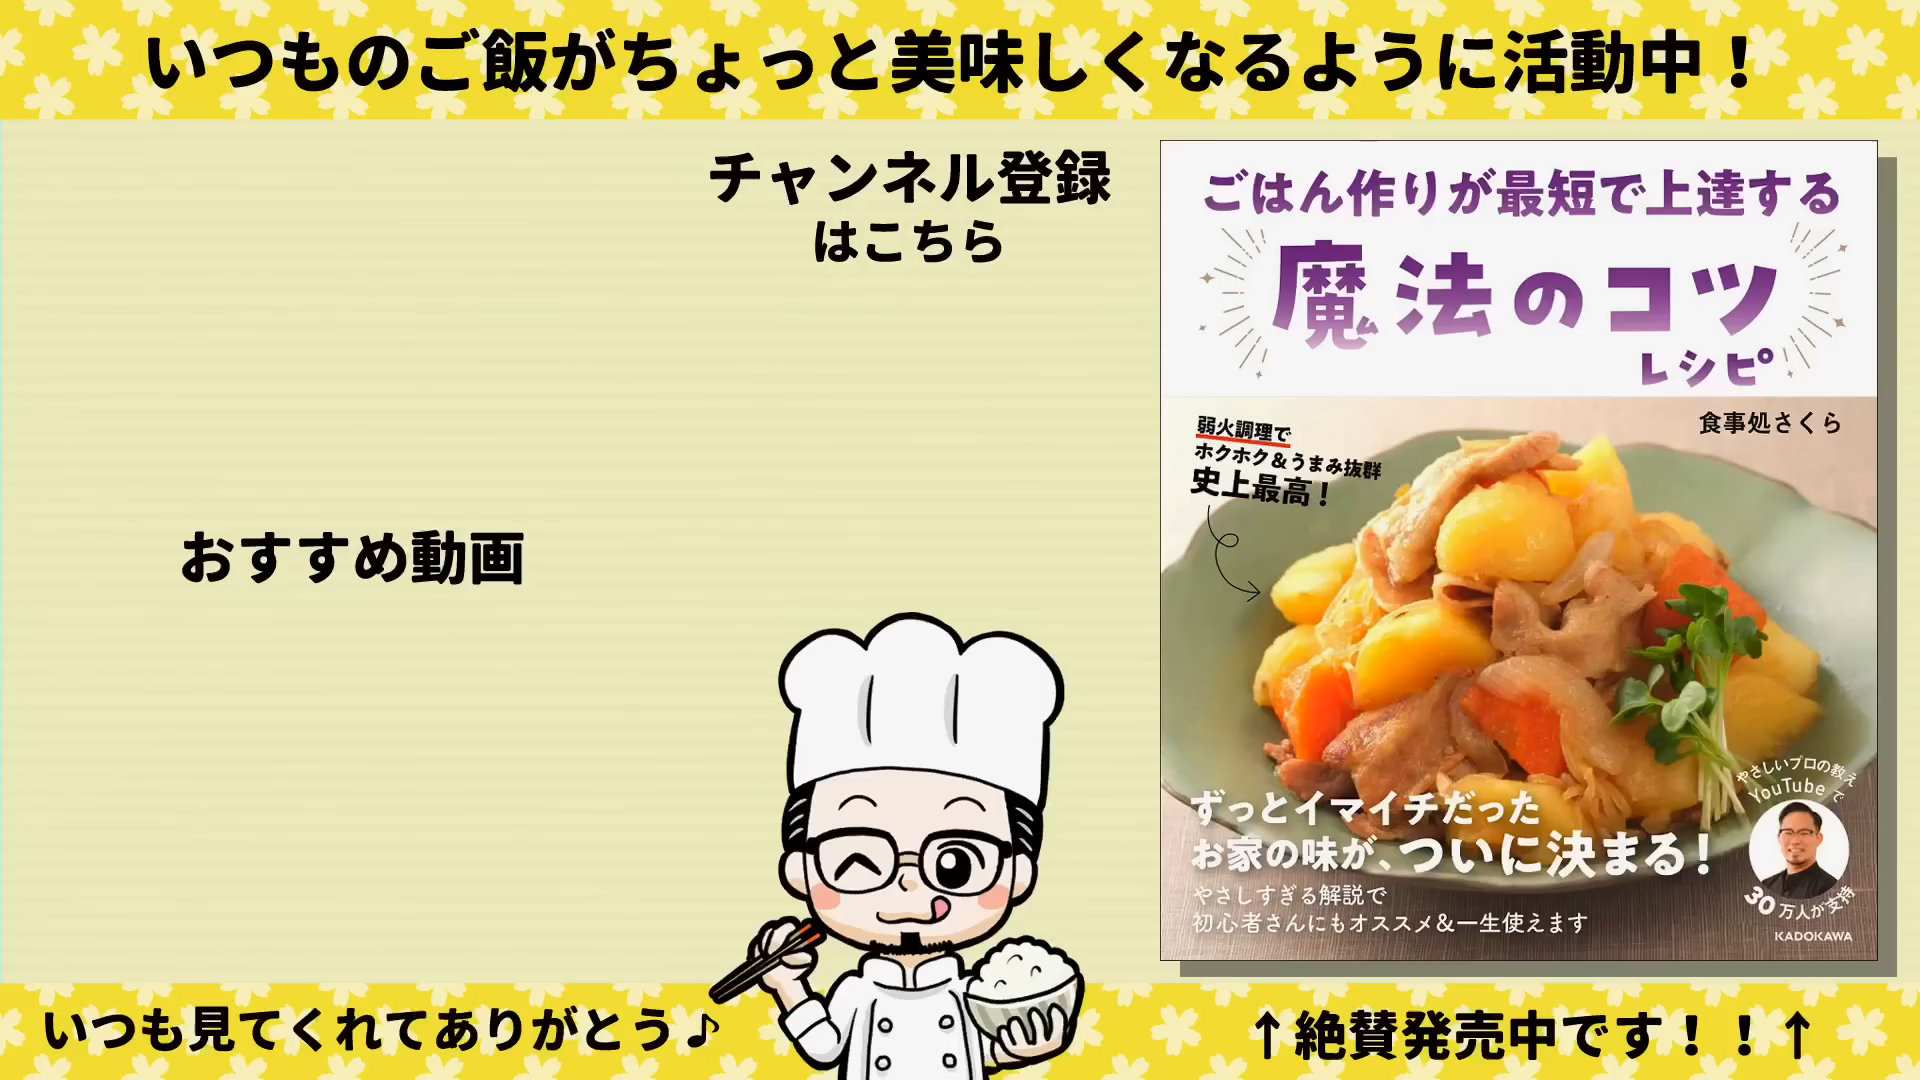 いつものご飯がちょっと美味しくなるように活動中！
チャンネル登録
はこちら
おすすめ動画
ごはん作りが最短で上達する
魔法のコツ
レシピ
食事処さくら
弱火調理で
ホクホク&うまみ抜群
史上最高！
ずっとイマイチだった
お家の味が、ついに決まる！
やさしすぎる解説で
初心者さんにもオススメ&一生使えます
やさしいプロの教え
YouTubeで
30万人が支持
KADOKAWA
いつも見てくれてありがとう♪
↑絶賛発売中です！！↑